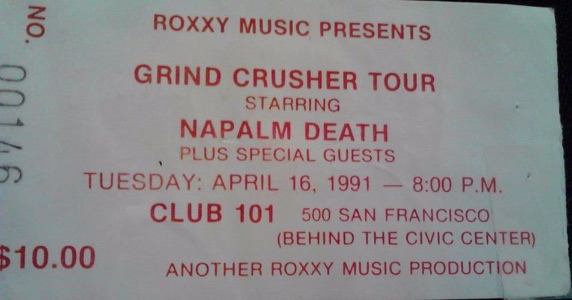 NO. 00146
ROXXY MUSIC PRESENTS
GRIND CRUSHER TOUR
STARRING
NAPALM DEATH
PLUS SPECIAL GUESTS
TUESDAY: APRIL 16, 1991 — 8:00 P.M.
CLUB 101 500 SAN FRANCISCO
(BEHIND THE CIVIC CENTER)
$10.00
ANOTHER ROXXY MUSIC PRODUCTION